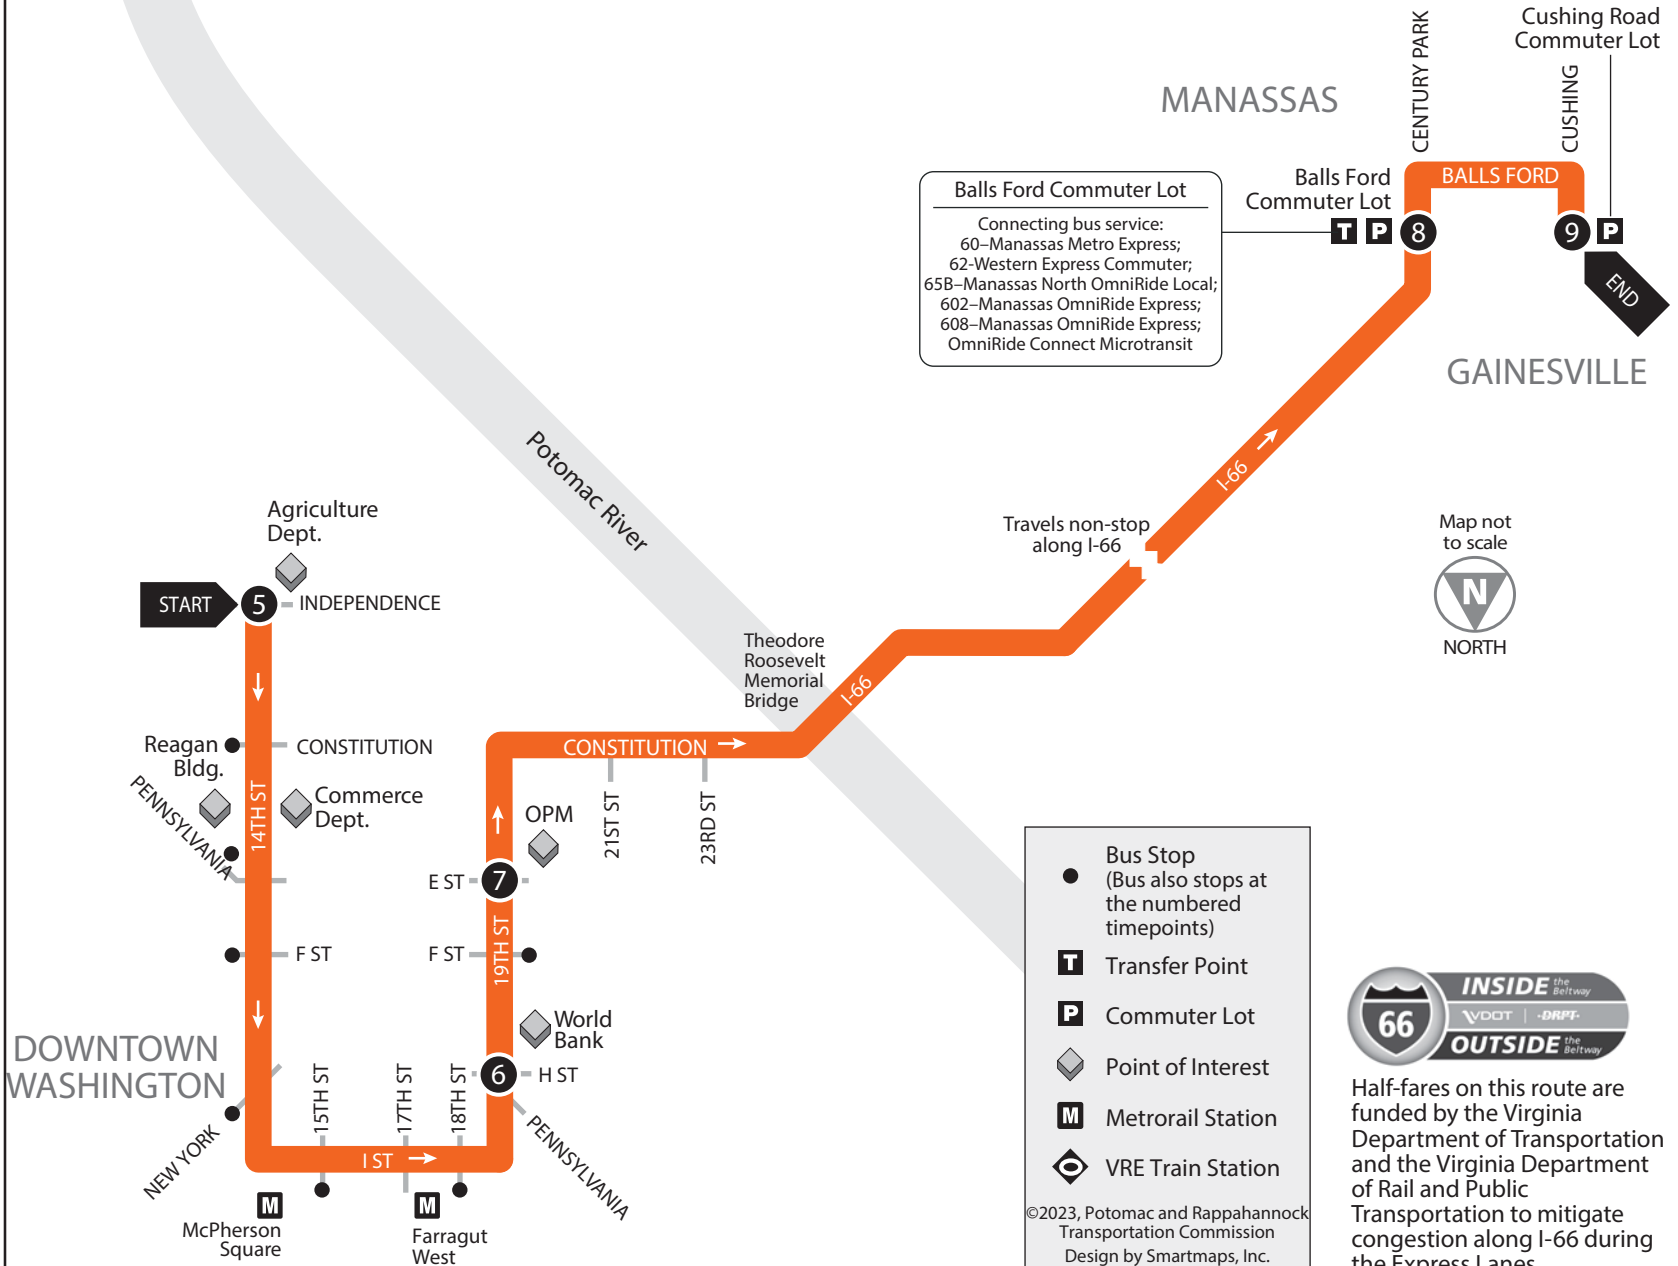 Cushing Road
Commuter Lot
CENTURY PARK
CUSHING
MANASSAS
BALLS FORD
Balls Ford
Commuter Lot
T P 8
9 P
END
Balls Ford Commuter Lot
Connecting bus service:
60–Manassas Metro Express;
62-Western Express Commuter;
65B–Manassas North OmniRide Local;
602–Manassas OmniRide Express;
608–Manassas OmniRide Express;
OmniRide Connect Microtransit
GAINESVILLE
Potomac River
I-66
Travels non-stop
along I-66
Map not
to scale
N
NORTH
Agriculture
Dept.
START
5
INDEPENDENCE
Theodore
Roosevelt
Memorial
Bridge
I-66
Reagan
Bldg.
CONSTITUTION
CONSTITUTION
PENNSYLVANIA
14TH ST
Commerce
Dept.
OPM
21ST ST
23RD ST
E ST
7
F ST
F ST
19TH ST
World
Bank
DOWNTOWN
WASHINGTON
6
H ST
15TH ST
17TH ST
18TH ST
NEW YORK
I ST
PENNSYLVANIA
M
McPherson
Square
M
Farragut
West
Bus Stop
(Bus also stops at
the numbered
timepoints)
T Transfer Point
P Commuter Lot
Point of Interest
M Metrorail Station
VRE Train Station
©2023, Potomac and Rappahannock
Transportation Commission
Design by Smartmaps, Inc.
66
INSIDE the Beltway
VDOT | DRPT
OUTSIDE the Beltway
Half-fares on this route are
funded by the Virginia
Department of Transportation
and the Virginia Department
of Rail and Public
Transportation to mitigate
congestion along I-66 during
the Express Lanes